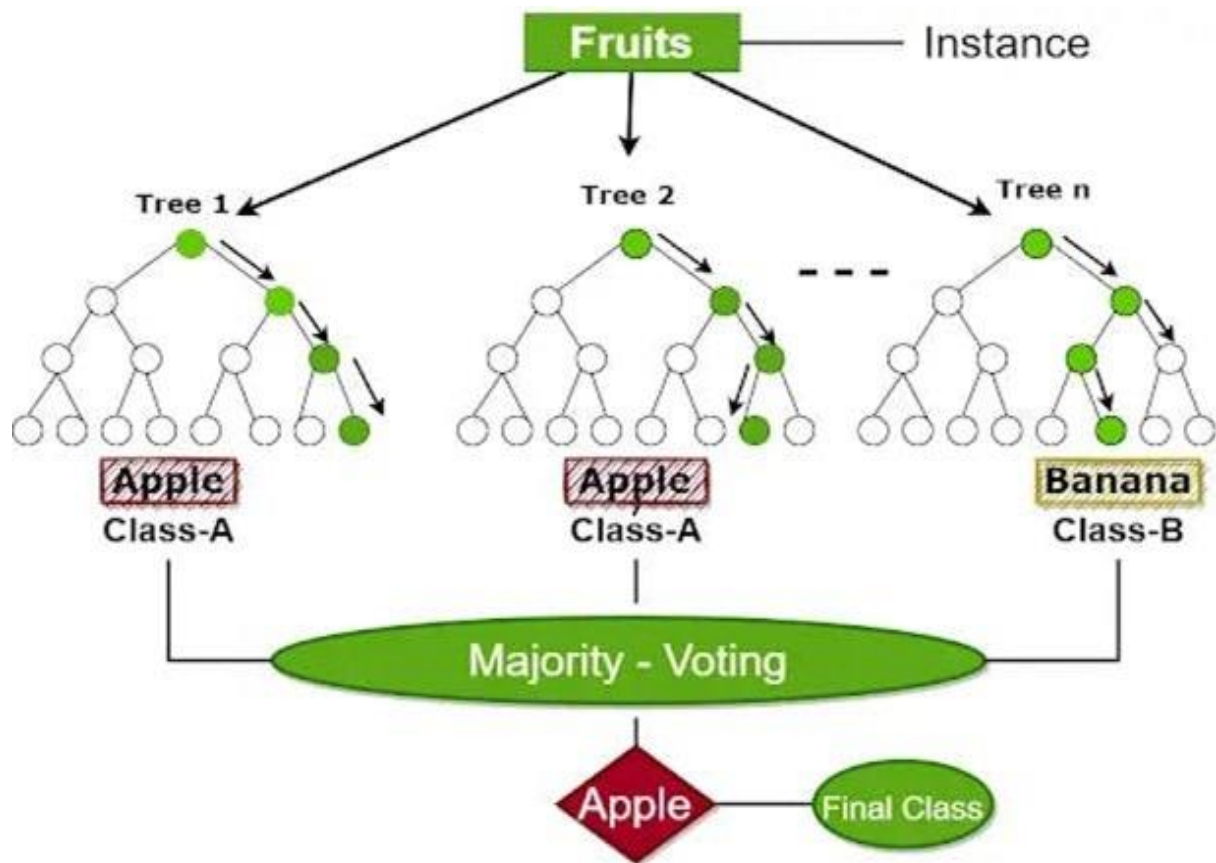 Fruits
Instance
Tree 1
Tree 2
Tree n
Apple
Apple
Banana
Class-A
Class-A
Class-B
Majority - Voting
Apple
Final Class